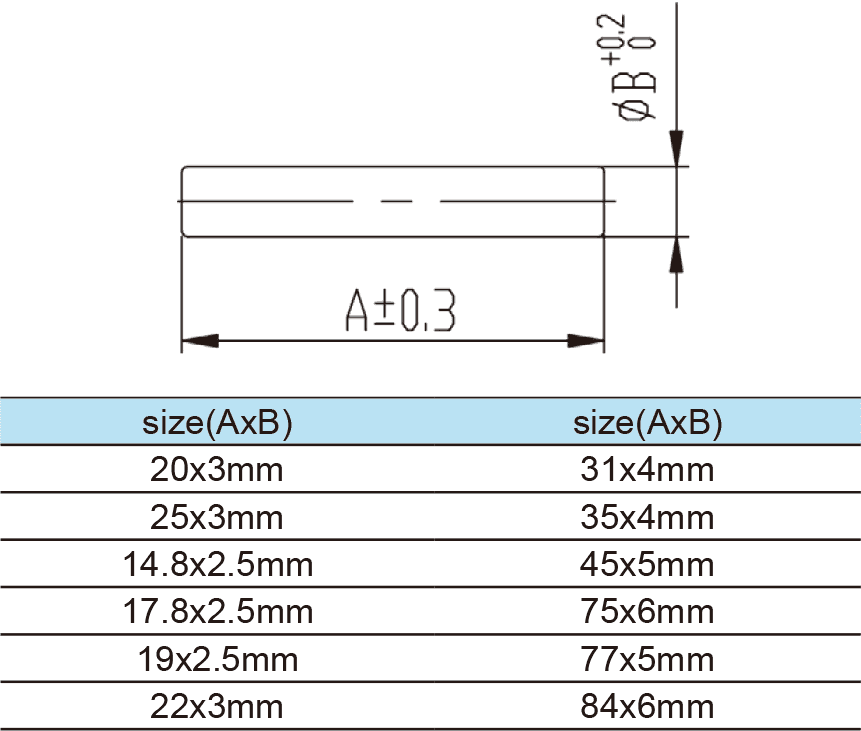 ⌀B +0.2 0
A±0.3
size(AxB) size(AxB)
20x3mm 31x4mm
25x3mm 35x4mm
14.8x2.5mm 45x5mm
17.8x2.5mm 75x6mm
19x2.5mm 77x5mm
22x3mm 84x6mm